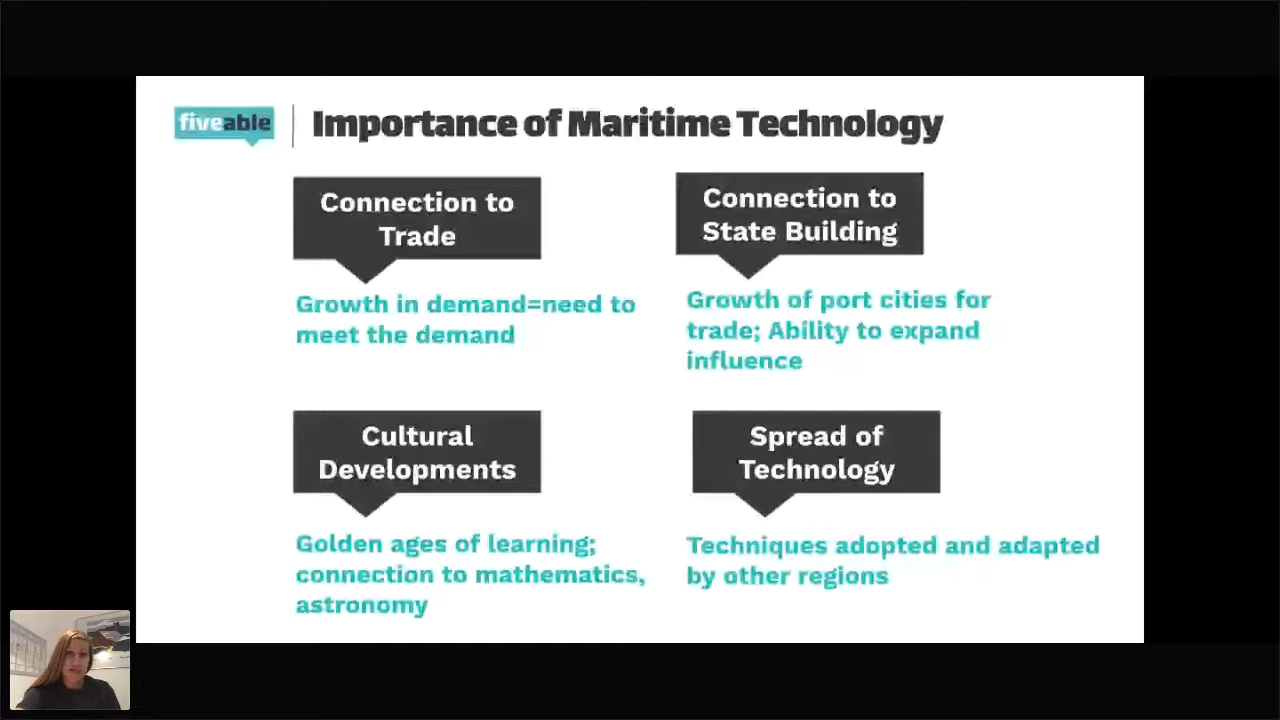 fiveable
Importance of Maritime Technology
Connection to
Trade
Growth in demand=need to
meet the demand
Connection to
State Building
Growth of port cities for
trade; Ability to expand
influence
Cultural
Developments
Golden ages of learning;
connection to mathematics,
astronomy
Spread of
Technology
Techniques adopted and adapted
by other regions